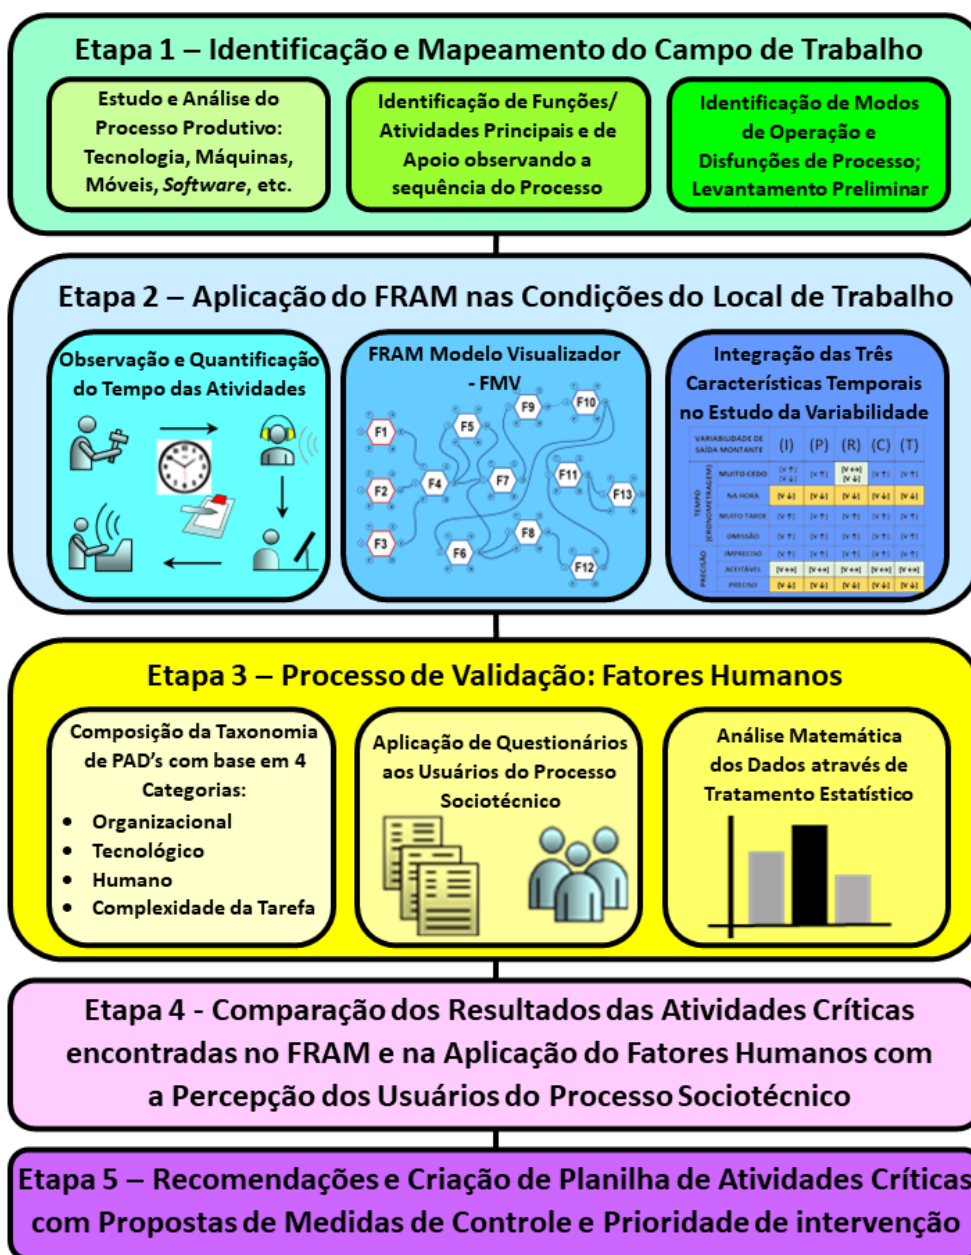 Etapa 1 – Identificação e Mapeamento do Campo de Trabalho
Estudo e Análise do
Processo Produtivo:
Tecnologia, Máquinas,
Móveis, Software, etc.
Identificação de Funções/
Atividades Principais e de
Apoio observando a
sequência do Processo
Identificação de Modos
de Operação e
Disfunções de Processo;
Levantamento Preliminar
Etapa 2 – Aplicação do FRAM nas Condições do Local de Trabalho
Observação e Quantificação
do Tempo das Atividades
FRAM Modelo Visualizador
- FMV
F1
F2
F3
F4
F5
F6
F7
F8
F9
F10
F11
F12
F13
Integração das Três
Características Temporais
no Estudo da Variabilidade
VARIABILIDADE DE
SAÍDA MONTANTE
(I) (P) (R) (C) (T)
TEMPO
(CRONOMETRAGEM)
MUITO CEDO [V ↑] [V ↓] [V ↑] [V ↔] [V ↓] [V ↑] [V ↑]
NA HORA [V ↓] [V ↓] [V ↓] [V ↓] [V ↓]
MUITO TARDE [V ↑] [V ↑] [V ↑] [V ↑] [V ↑]
OMISSÃO [V ↑] [V ↑] [V ↑] [V ↑] [V ↑]
PRECISÃO
IMPRECISO [V ↑] [V ↑] [V ↑] [V ↑] [V ↑]
ACEITÁVEL [V ↔] [V ↔] [V ↔] [V ↔] [V ↔]
PRECISO [V ↓] [V ↓] [V ↓] [V ↓] [V ↓]
Etapa 3 – Processo de Validação: Fatores Humanos
Composição da Taxonomia
de PAD's com base em 4
Categorias:
• Organizacional
• Tecnológico
• Humano
• Complexidade da Tarefa
Aplicação de Questionários
aos Usuários do Processo
Sociotécnico
Análise Matemática
dos Dados através de
Tratamento Estatístico
Etapa 4 - Comparação dos Resultados das Atividades Críticas
encontradas no FRAM e na Aplicação do Fatores Humanos com
a Percepção dos Usuários do Processo Sociotécnico
Etapa 5 – Recomendações e Criação de Planilha de Atividades Críticas
com Propostas de Medidas de Controle e Prioridade de intervenção